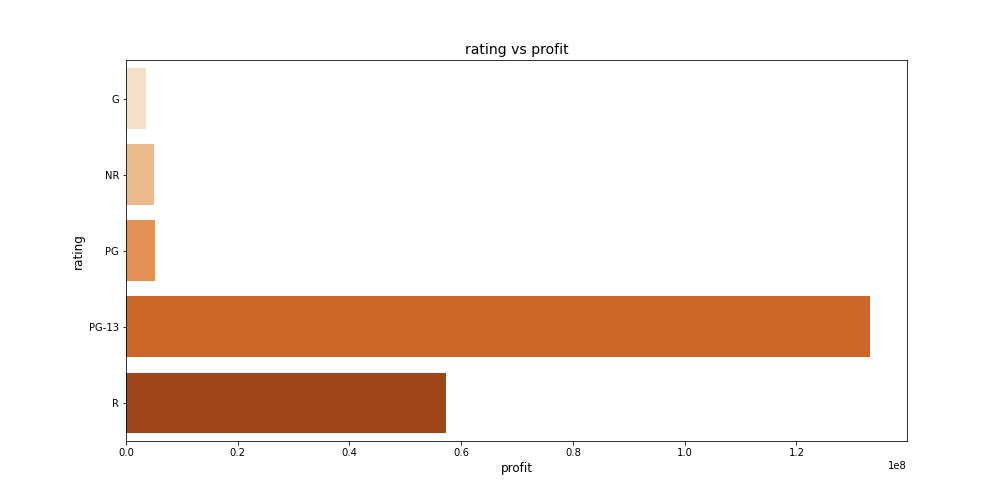 rating vs profit
G
NR
PG
PG-13
R
rating
0.0 0.2 0.4 0.6 0.8 1.0 1.2
1e8
profit